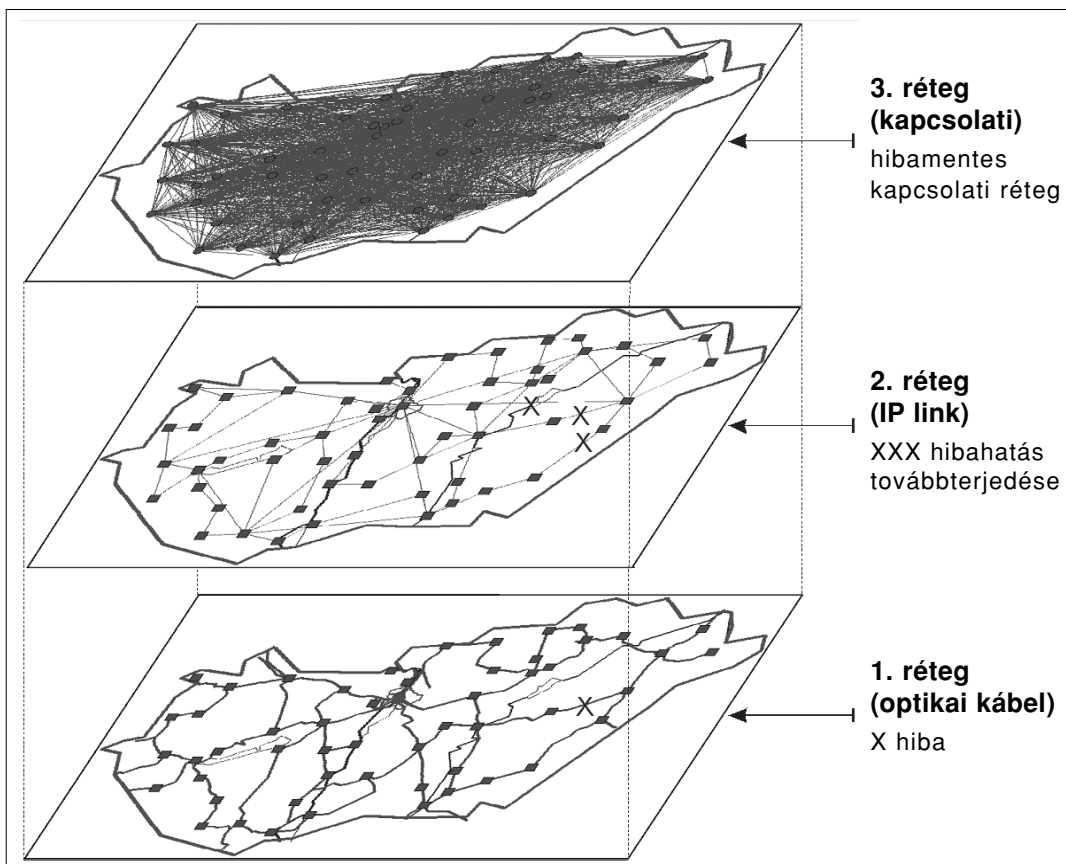 3. réteg
(kapcsolati)
hibamentes
kapcsolati réteg
X
X
X
2. réteg
(IP link)
XXX hibahatás
továbbterjedése
X
1. réteg
(optikai kábel)
X hiba